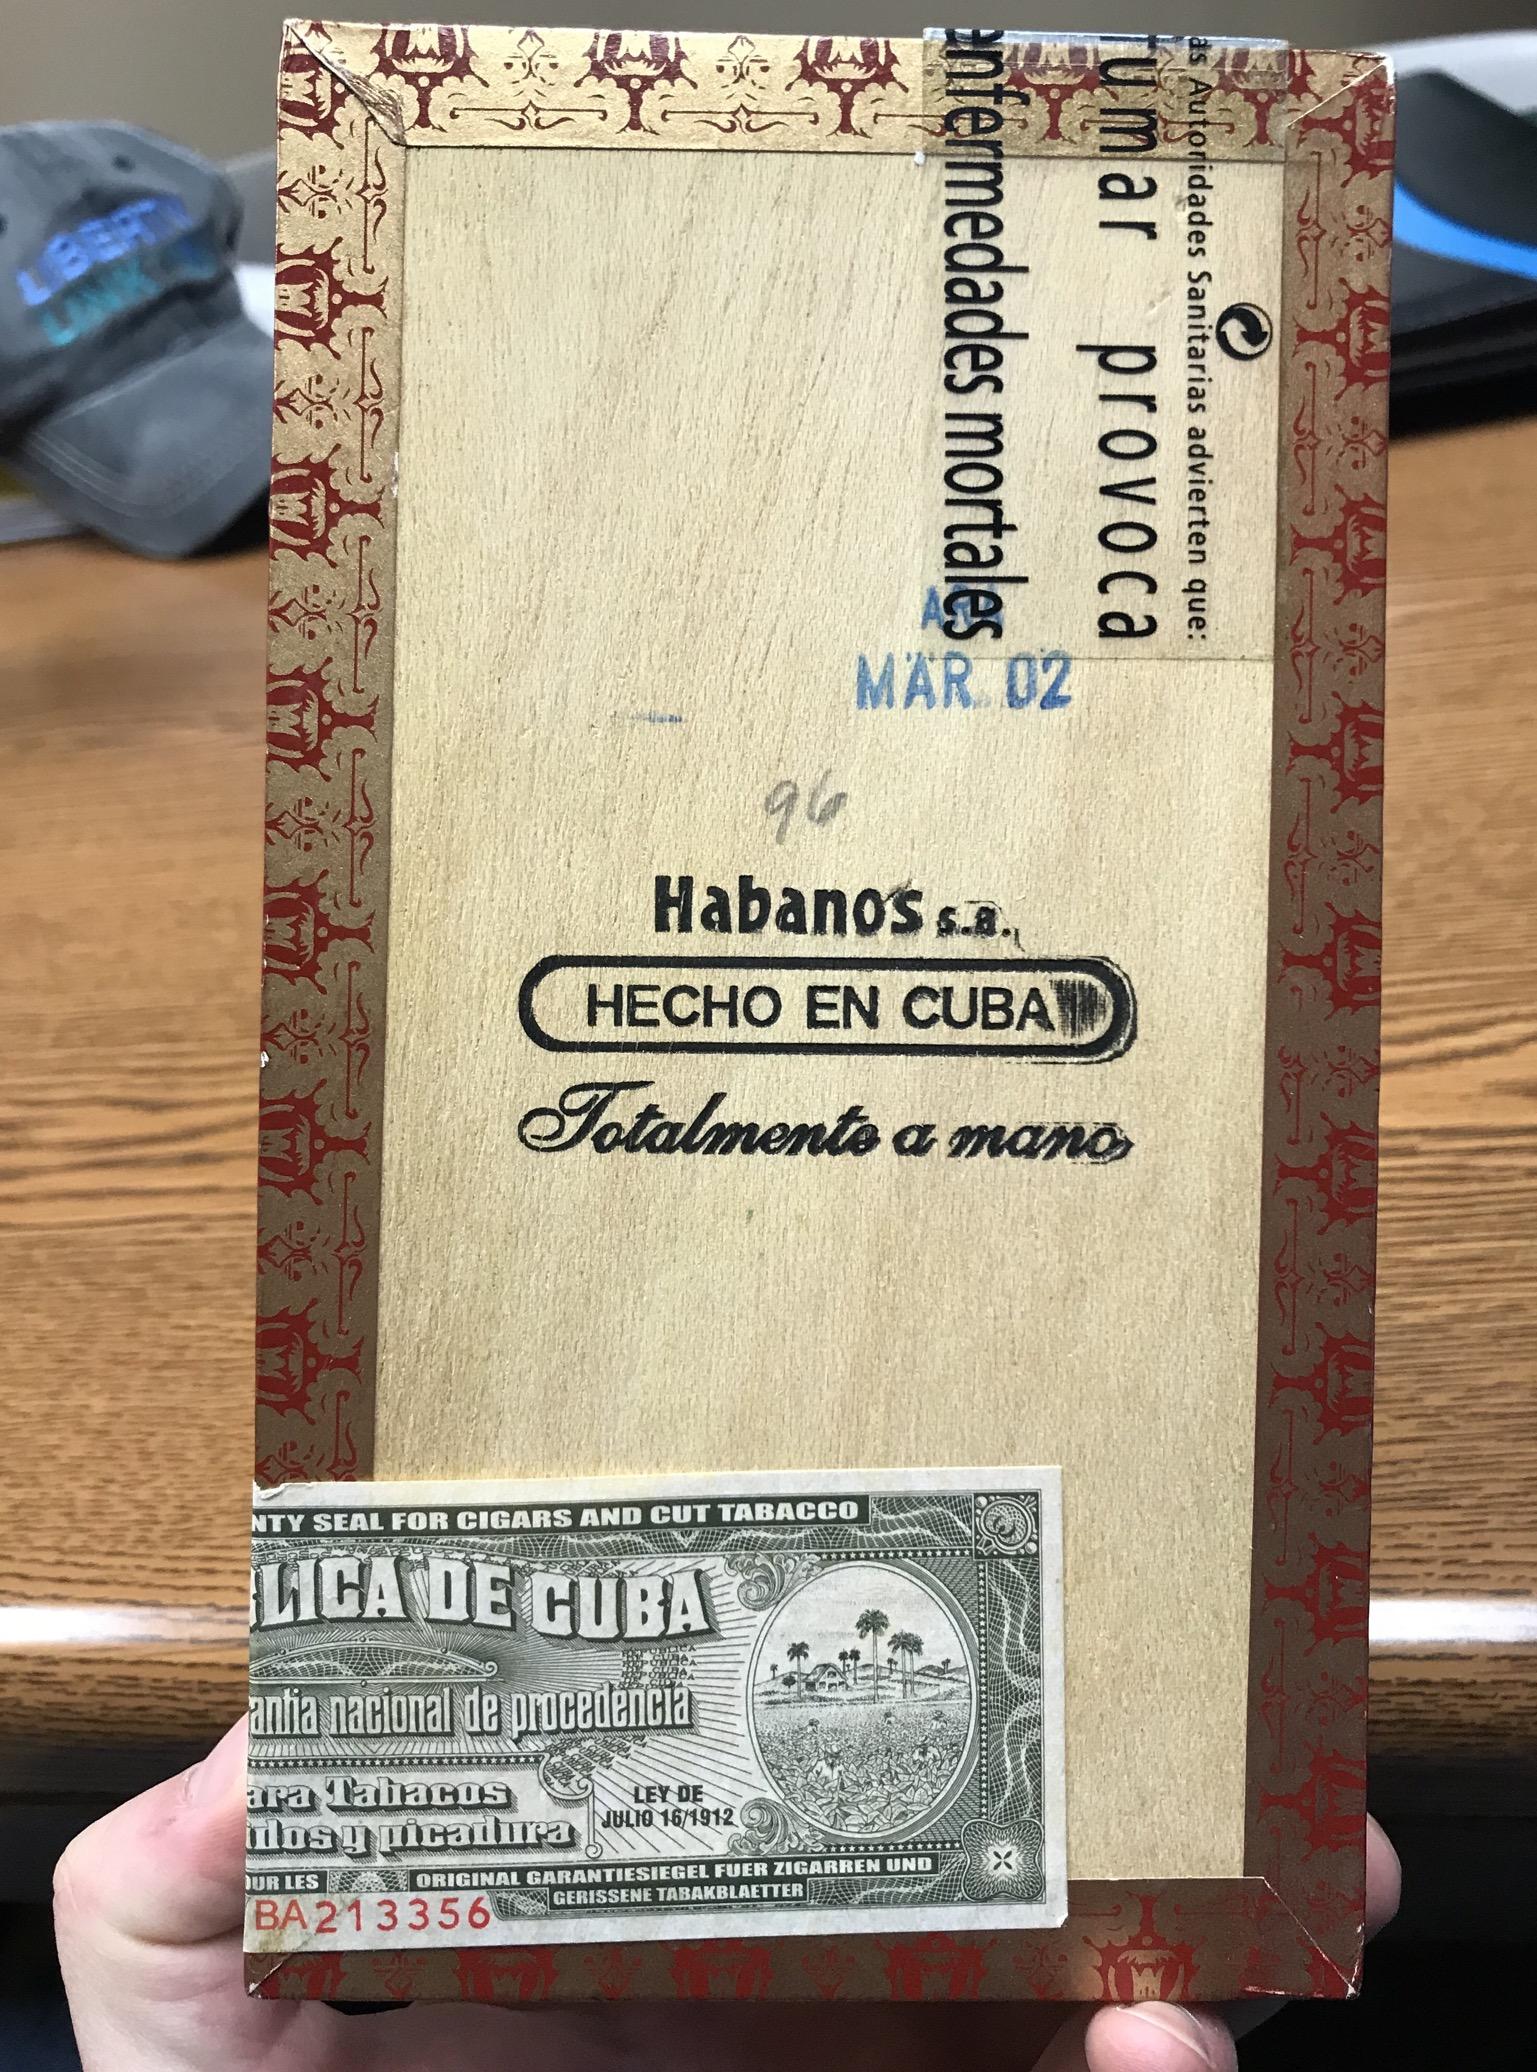 as Autoridades Sanitarias advierten que:
fumar provoca
enfermedades mortales
MAR. 02
96
Habanos s.a.
HECHO EN CUBA
Totalmente a mano
NTY SEAL FOR CIGARS AND CUT TABACCO
LICA DE CUBA
antia nacional de procedencia
ara Tabacos
idos y picadura
LEY DE
JULIO 16/1912
OUR LES
ORIGINAL GARANTIESIEGEL FUER ZIGARREN UND
GERISSENE TABAKBLAETTER
BA213356
LIBERTY